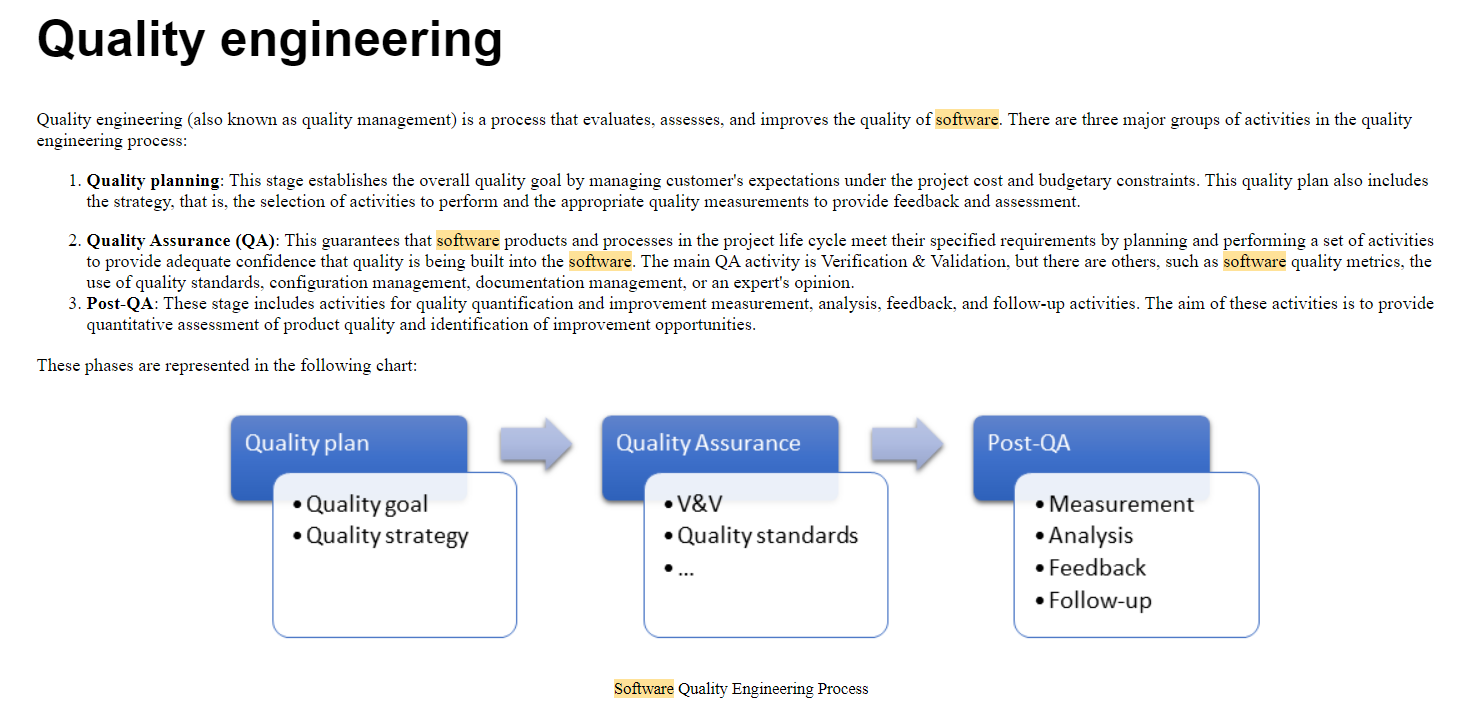 Quality engineering
Quality engineering (also known as quality management) is a process that evaluates, assesses, and improves the quality of software. There are three major groups of activities in the quality
engineering process:
1. Quality planning: This stage establishes the overall quality goal by managing customer's expectations under the project cost and budgetary constraints. This quality plan also includes
the strategy, that is, the selection of activities to perform and the appropriate quality measurements to provide feedback and assessment.
2. Quality Assurance (QA): This guarantees that software products and processes in the project life cycle meet their specified requirements by planning and performing a set of activities
to provide adequate confidence that quality is being built into the software. The main QA activity is Verification & Validation, but there are others, such as software quality metrics, the
use of quality standards, configuration management, documentation management, or an expert's opinion.
3. Post-QA: These stage includes activities for quality quantification and improvement measurement, analysis, feedback, and follow-up activities. The aim of these activities is to provide
quantitative assessment of product quality and identification of improvement opportunities.
These phases are represented in the following chart:
Quality plan
• Quality goal
• Quality strategy
Quality Assurance
• V&V
• Quality standards
• ...
Post-QA
• Measurement
• Analysis
• Feedback
• Follow-up
Software Quality Engineering Process